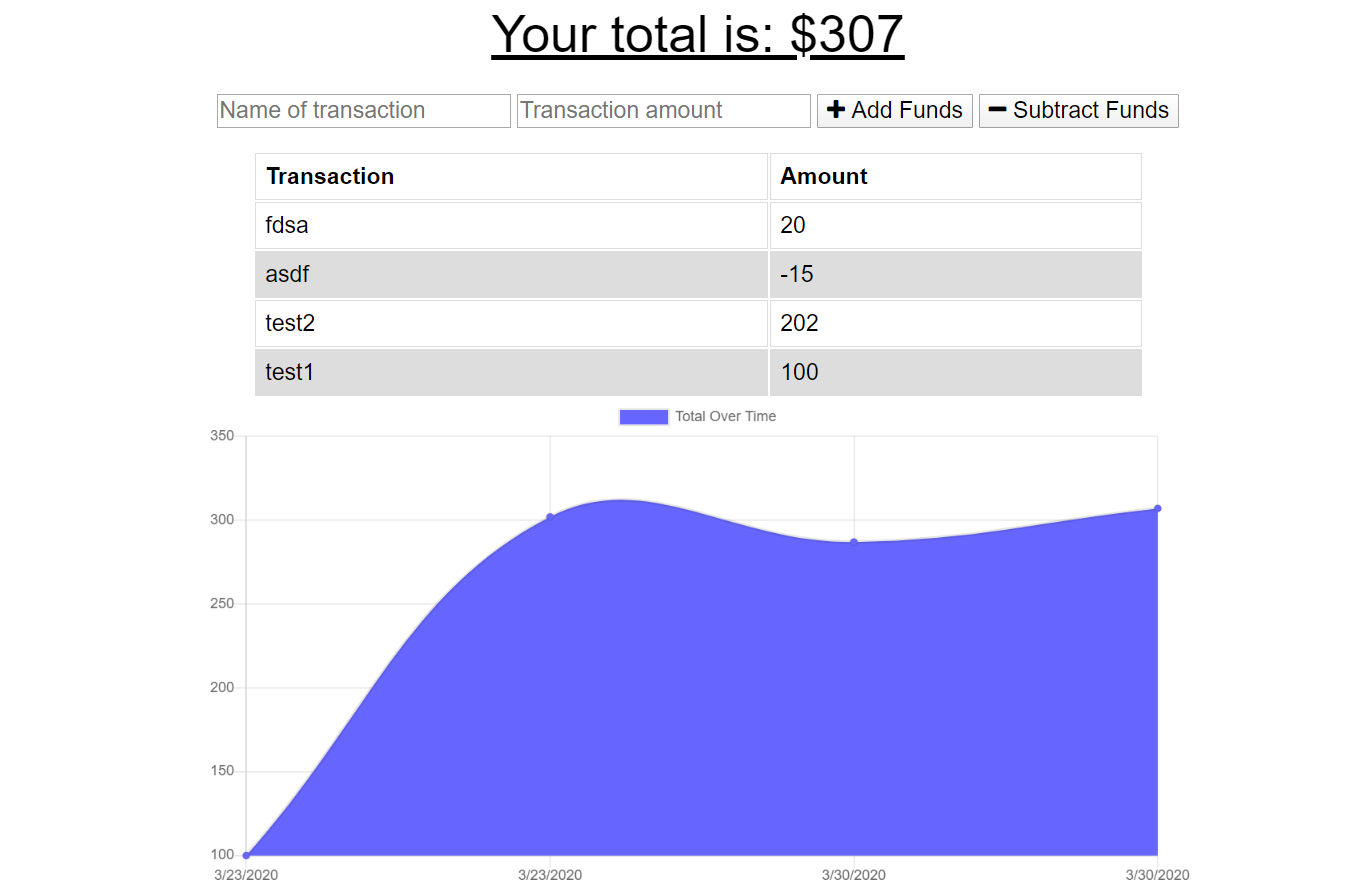 Your total is: $307
Name of transaction Transaction amount + Add Funds − Subtract Funds
Transaction Amount
fdsa 20
asdf -15
test2 202
test1 100
Total Over Time
350
300
250
200
150
100
3/23/2020 3/23/2020 3/30/2020 3/30/2020